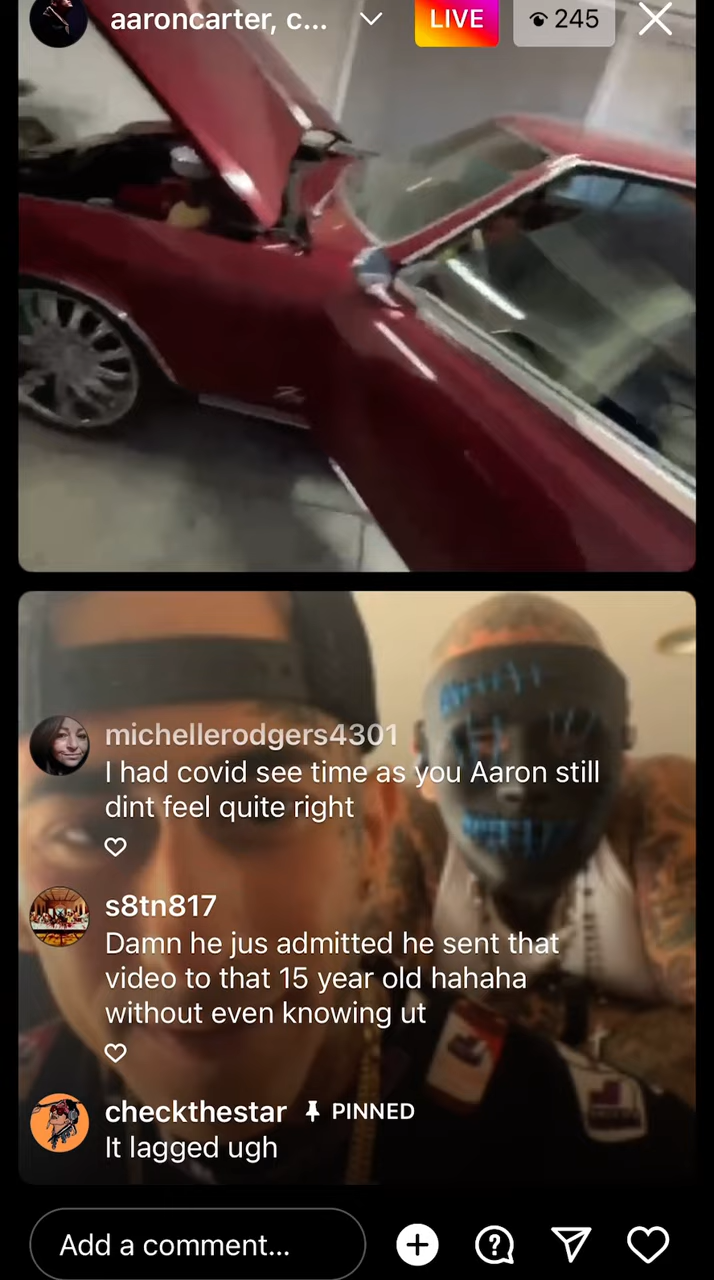 aaroncarter, c...
LIVE
245
michellerodgers4301
I had covid see time as you Aaron still
dint feel quite right
s8tn817
Damn he jus admitted he sent that
video to that 15 year old hahaha
without even knowing ut
checkthestar PINNED
It lagged ugh
Add a comment...